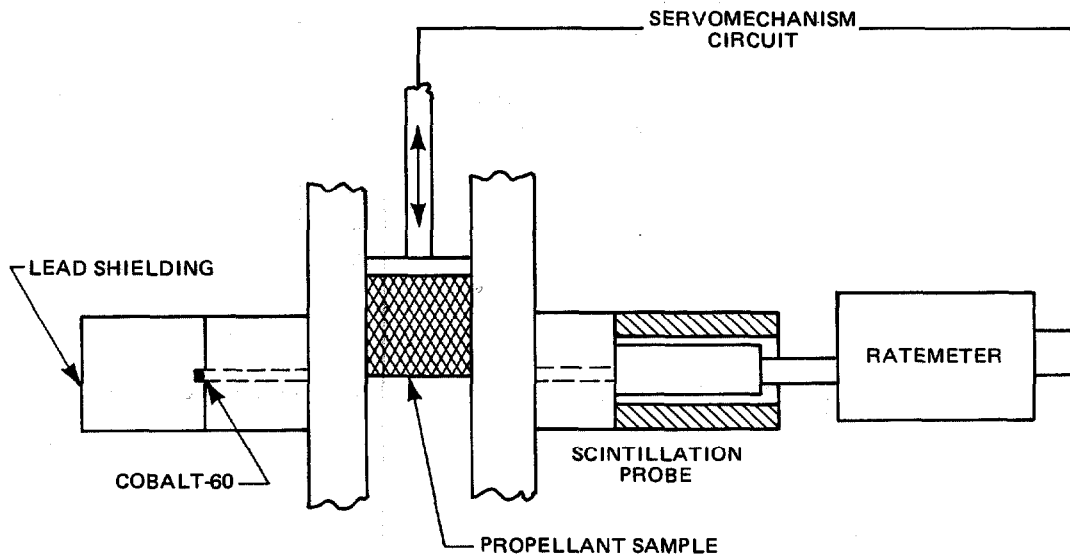 SERVOMECHANISM
CIRCUIT
LEAD SHIELDING
RATEMETER
COBALT-60
SCINTILLATION
PROBE
PROPELLANT SAMPLE